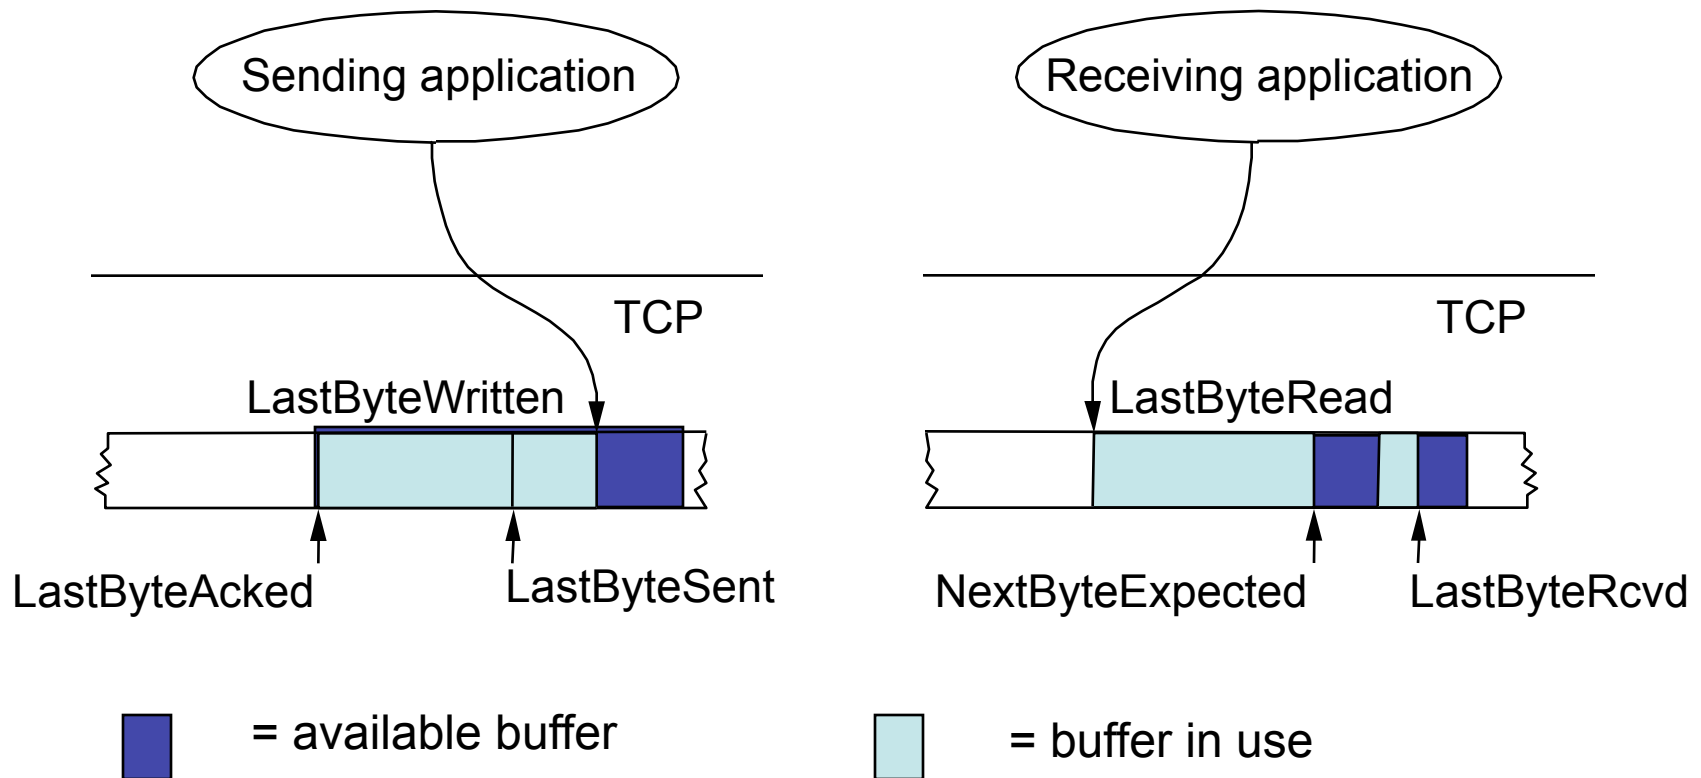 Sending application
Receiving application
TCP
TCP
LastByteWritten
LastByteRead
LastByteAcked
LastByteSent
NextByteExpected
LastByteRcvd
= available buffer
= buffer in use